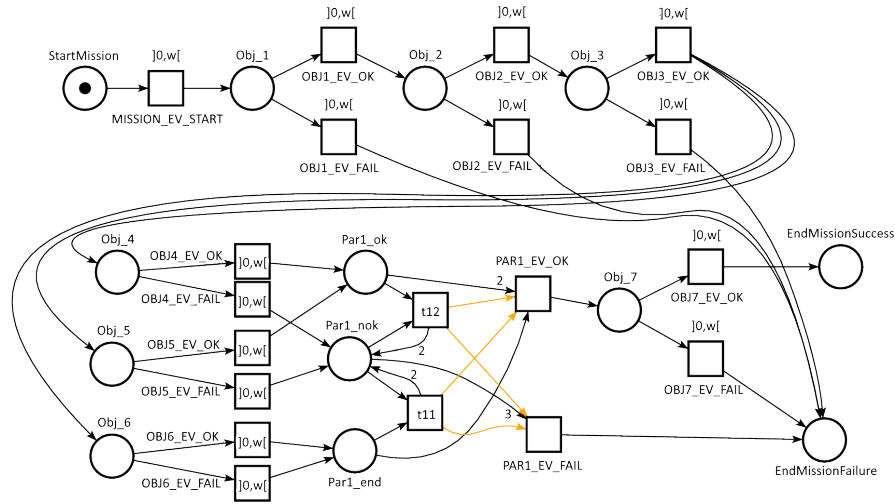 ]0,w[
]0,w[
]0,w[
StartMission
]0,w[
Obj_1
Obj_2
Obj_3
OBJ1_EV_OK
OBJ2_EV_OK
OBJ3_EV_OK
]0,w[
]0,w[
]0,w[
MISSION_EV_START
OBJ1_EV_FAIL
OBJ2_EV_FAIL
OBJ3_EV_FAIL
Obj_4
OBJ4_EV_OK
]0,w[
Par1_ok
PAR1_EV_OK
2
]0,w[
EndMissionSuccess
Obj_7
OBJ7_EV_OK
OBJ4_EV_FAIL
]0,w[
t12
Par1_nok
]0,w[
Obj_5
OBJ5_EV_OK
]0,w[
2
2
OBJ5_EV_FAIL
]0,w[
OBJ7_EV_FAIL
t11
3
Obj_6
OBJ6_EV_OK
]0,w[
PAR1_EV_FAIL
EndMissionFailure
OBJ6_EV_FAIL
]0,w[
Par1_end